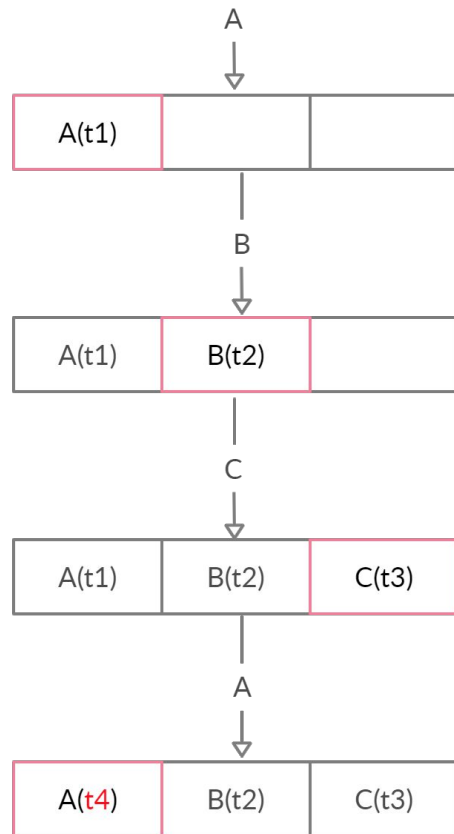 A
A(t1)
B
A(t1) B(t2)
C
A(t1) B(t2) C(t3)
A
A(t4) B(t2) C(t3)